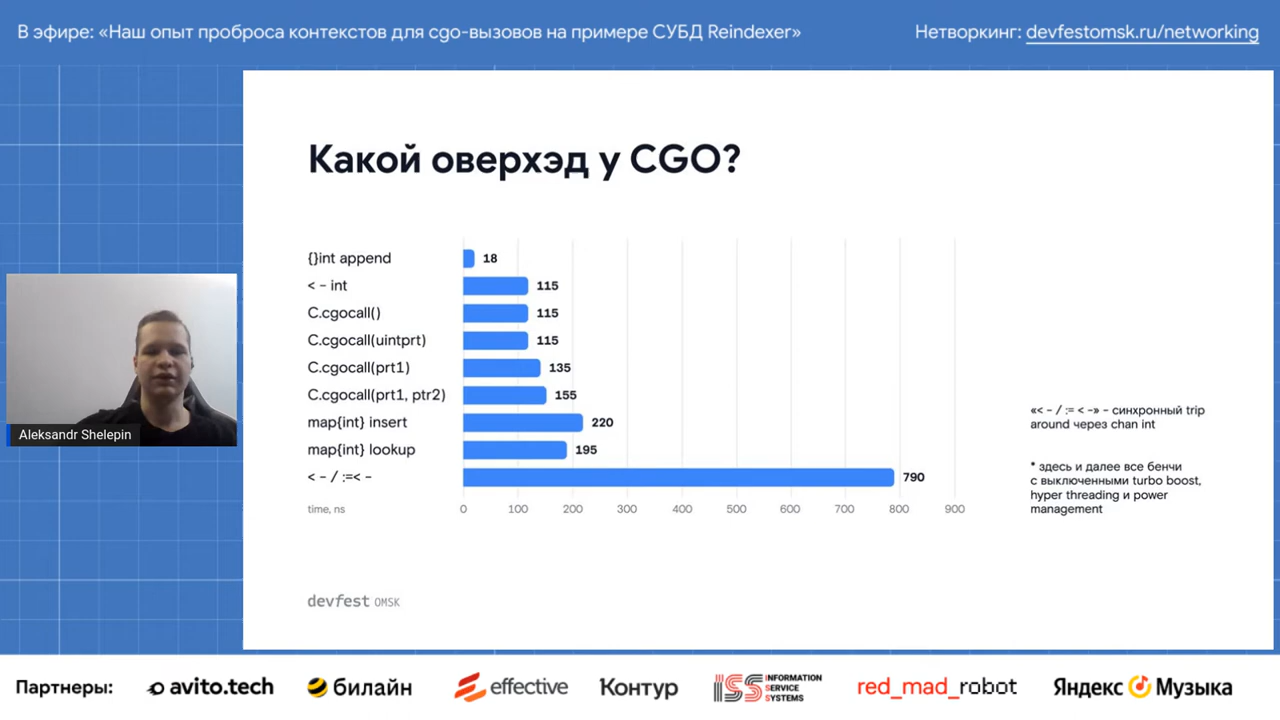 В эфире: «Наш опыт проброса контекстов для cgo-вызовов на примере СУБД Reindexer»
Нетворкинг: devfestomsk.ru/networking
Какой оверхэд у CGO?
{}int append 18
< - int 115
C.cgocall() 115
C.cgocall(uintprt) 115
C.cgocall(prt1) 135
C.cgocall(prt1, ptr2) 155
map{int} insert 220
map{int} lookup 195
< - / :=< - 790
time, ns 0 100 200 300 400 500 600 700 800 900
«< - / := < -» - синхронный trip
around через chan int
* здесь и далее все бенчи
с выключенными turbo boost,
hyper threading и power
management
Aleksandr Shelepin
devfest OMSK
Партнеры: avito.tech билайн effective Контур ISS INFORMATION SERVICE SYSTEMS red_mad_robot Яндекс Музыка